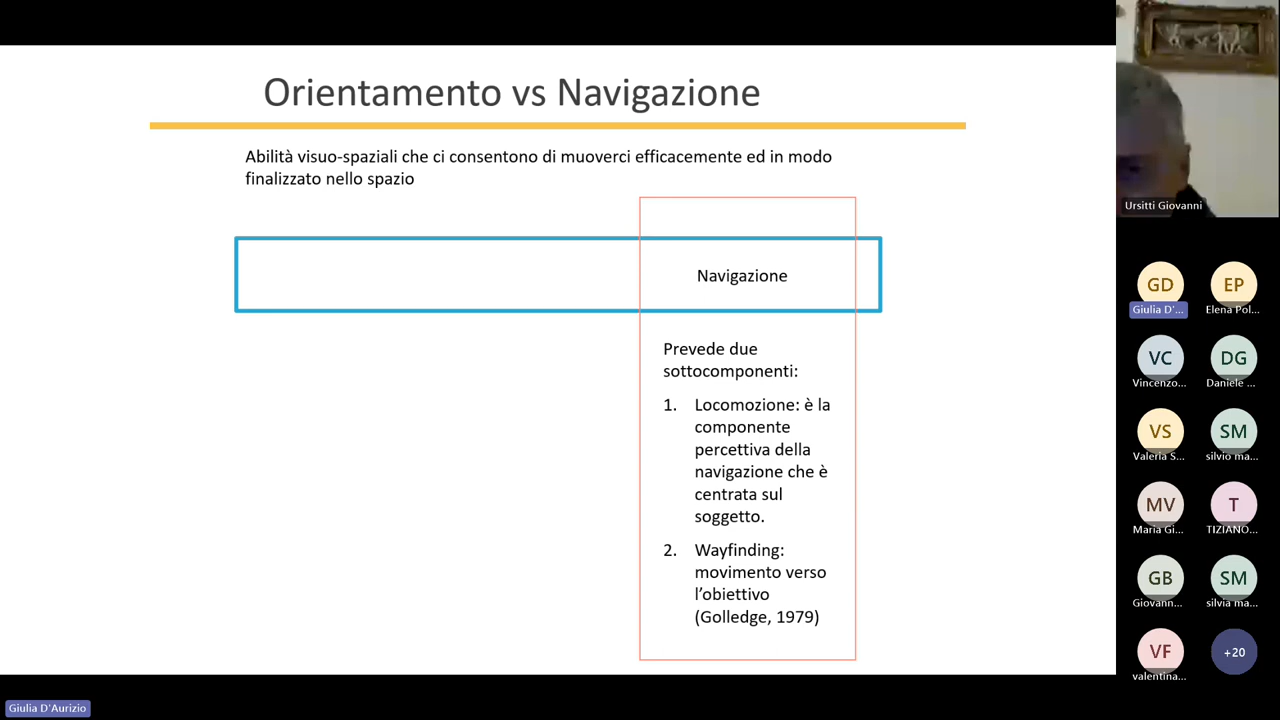 Orientamento vs Navigazione
Abilità visuo-spaziali che ci consentono di muoverci efficacemente ed in modo
finalizzato nello spazio
Navigazione
Prevede due
sottocomponenti:
1. Locomozione: è la
componente
percettiva della
navigazione che è
centrata sul
soggetto.
2. Wayfinding:
movimento verso
l’obiettivo
(Golledge, 1979)
Ursitti Giovanni
GD
EP
Giulia D'...
Elena Pol...
VC
DG
Vincenzo...
Daniele ...
VS
SM
Valeria S...
silvio ma...
MV
T
Maria Gi...
TIZIANO...
GB
SM
Giovann...
silvia ma...
VF
+20
valentina...
Giulia D'Aurizio